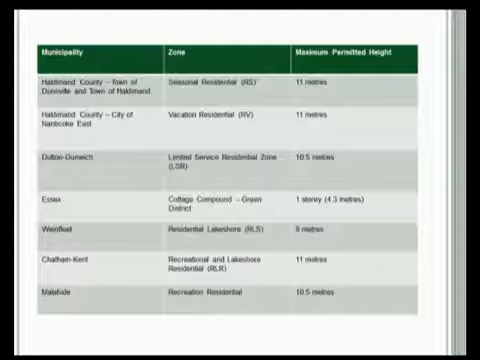 Municipality Zone Maximum Permitted Height
Haldimand County – Town of Dunnville and Town of Haldimand Seasonal Residential (RS) 11 metres
Haldimand County – City of Nanticoke East Vacation Residential (RV) 11 metres
Dutton-Dunwich Limited Service Residential Zone (LSR) 10.5 metres
Essex Cottage Compound – Green District 1 storey (4.3 metres)
Wainfleet Residential Lakeshore (RLS) 9 metres
Chatham-Kent Recreational and Lakeshore Residential (RLR) 11 metres
Malahide Recreation Residential 10.5 metres